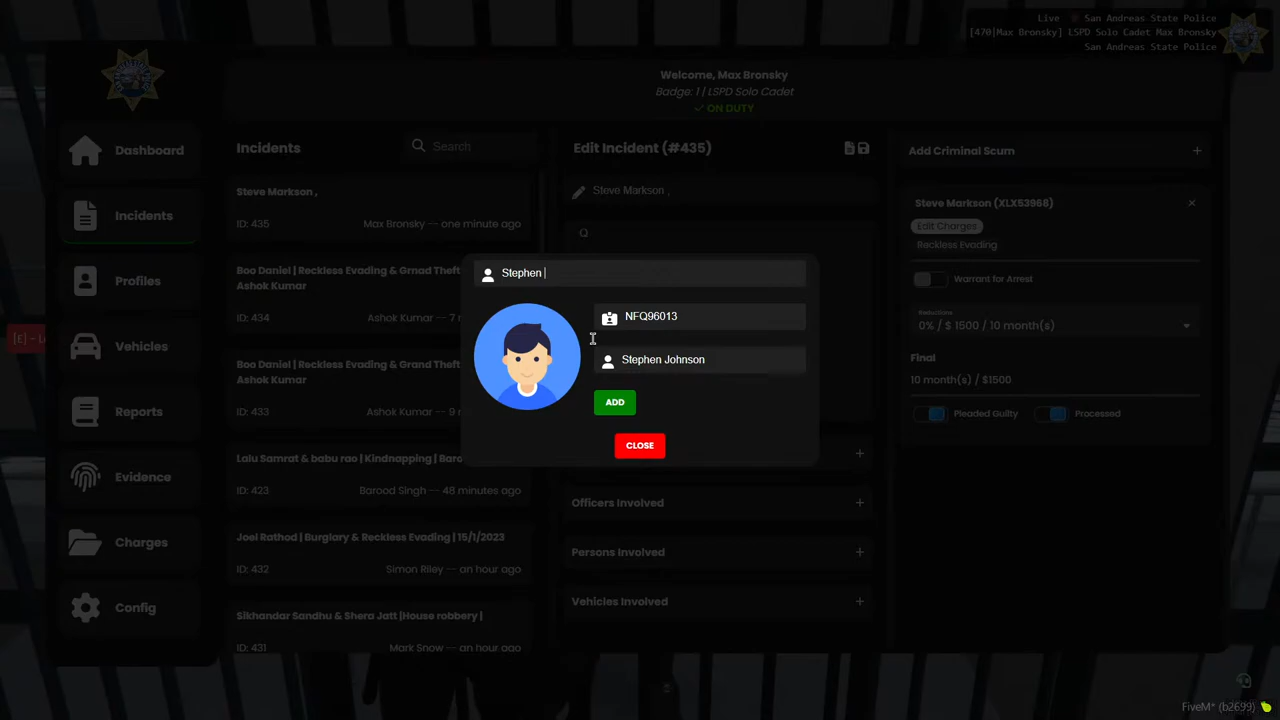 Live San Andreas State Police
[470|Max Bronsky] LSPD Solo Cadet Max Bronsky
San Andreas State Police
Welcome, Max Bronsky
Badge: 1 | LSPD Solo Cadet
ON DUTY
Dashboard
Incidents
Profiles
Vehicles
Reports
Evidence
Charges
Config
Incidents
Search
Steve Markson ,
ID: 435 Max Bronsky -- one minute ago
Boo Daniel | Reckless Evading & Grnad Theft
Ashok Kumar
ID: 434 Ashok Kumar -- 7
Boo Daniel | Reckless Evading & Grnad Theft
Ashok Kumar
ID: 433 Ashok Kumar -- 9
Lalu Samrat & babu rao | Kindnapping | Baro
ID: 423 Barood Singh -- 48 minutes ago
Joel Rathod | Burglary & Reckless Evading | 15/1/2023
ID: 432 Simon Riley -- an hour ago
Sikhandar Sandhu & Shera Jatt |House robbery |
ID: 431 Mark Snow -- an hour ago
Edit Incident (#435)
Steve Markson ,
Q
Stephen
NFQ96013
Stephen Johnson
ADD
CLOSE
Officers Involved +
Persons Involved +
Vehicles Involved +
Add Criminal Scum +
Steve Markson (XLX53968)
Edit Charges
Reckless Evading
Warrant for Arrest
Reductions
0% / $ 1500 / 10 month(s)
Final
10 month(s) / $1500
Pleaded Guilty Processed
[E] - L
FiveM* (b2699)